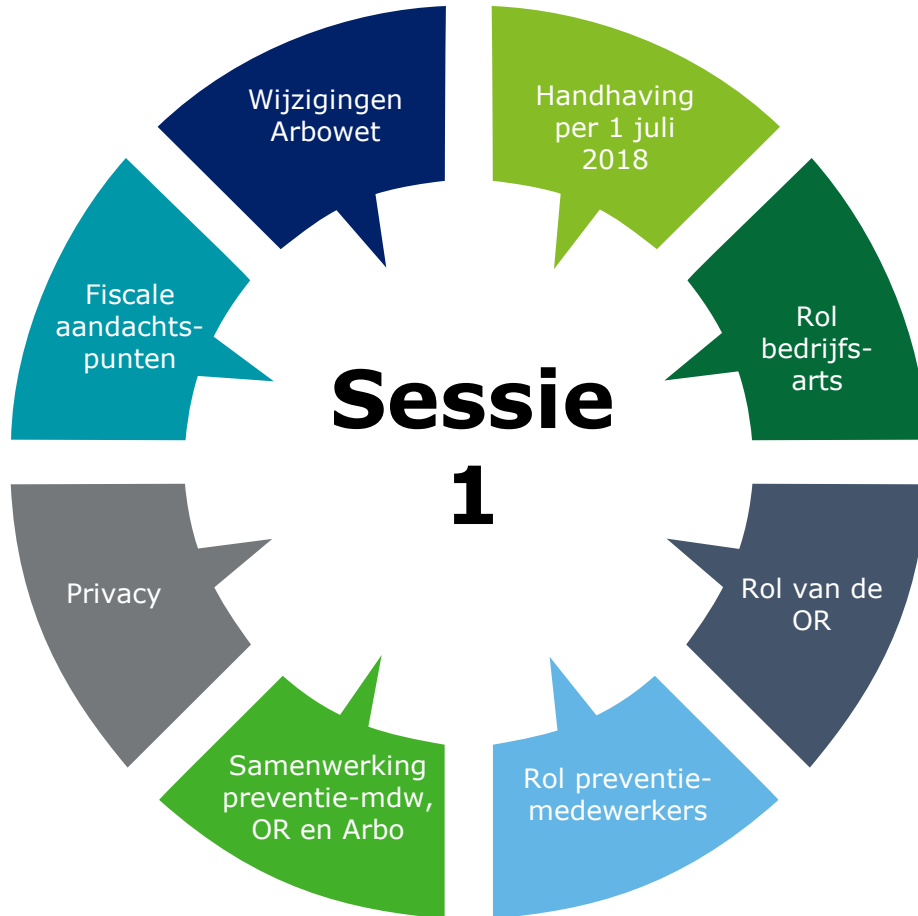 Wijzigingen
Arbowet
Handhaving
per 1 juli
2018
Rol
bedrijfs-
arts
Rol van de
OR
Rol preventie-
medewerkers
Samenwerking
preventie-mdw,
OR en Arbo
Privacy
Fiscale
aandachts-
punten
Sessie
1